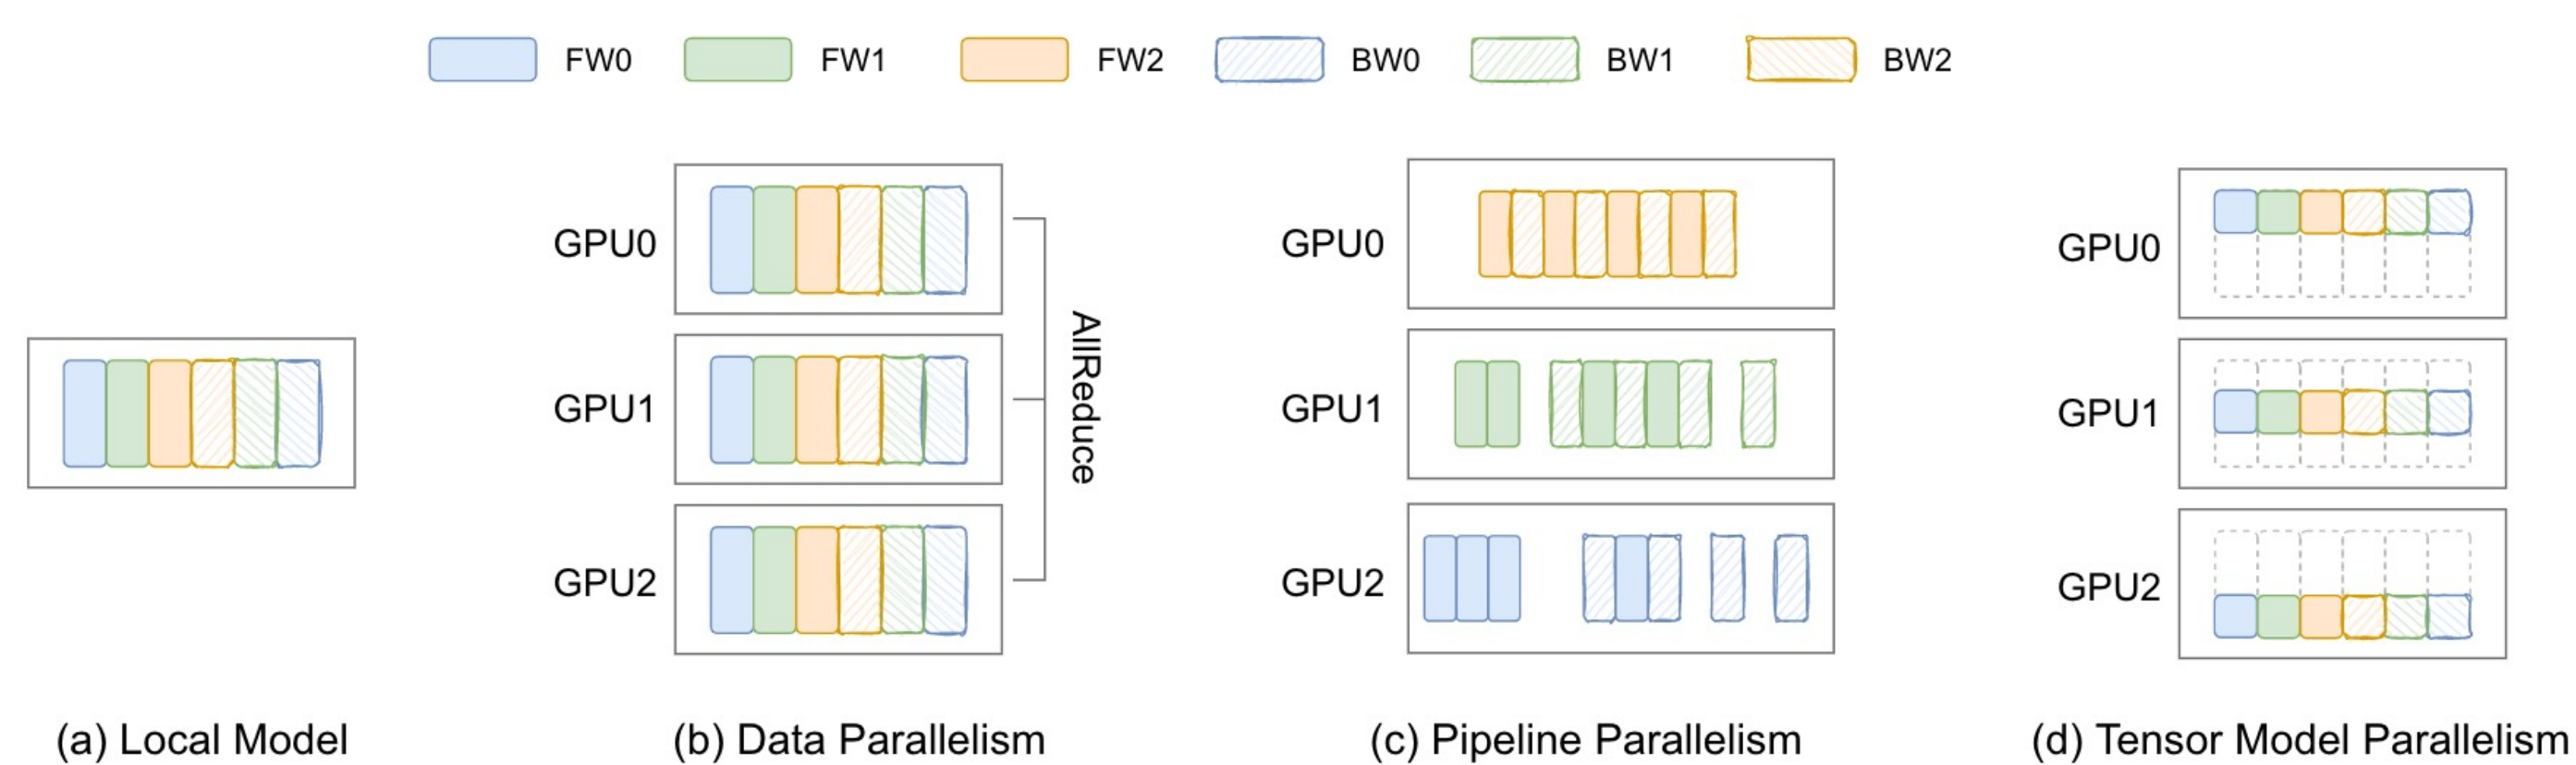 FW0 FW1 FW2 BW0 BW1 BW2
GPU0
GPU1
GPU2
AllReduce
GPU0
GPU1
GPU2
GPU0
GPU1
GPU2
(a) Local Model
(b) Data Parallelism
(c) Pipeline Parallelism
(d) Tensor Model Parallelism